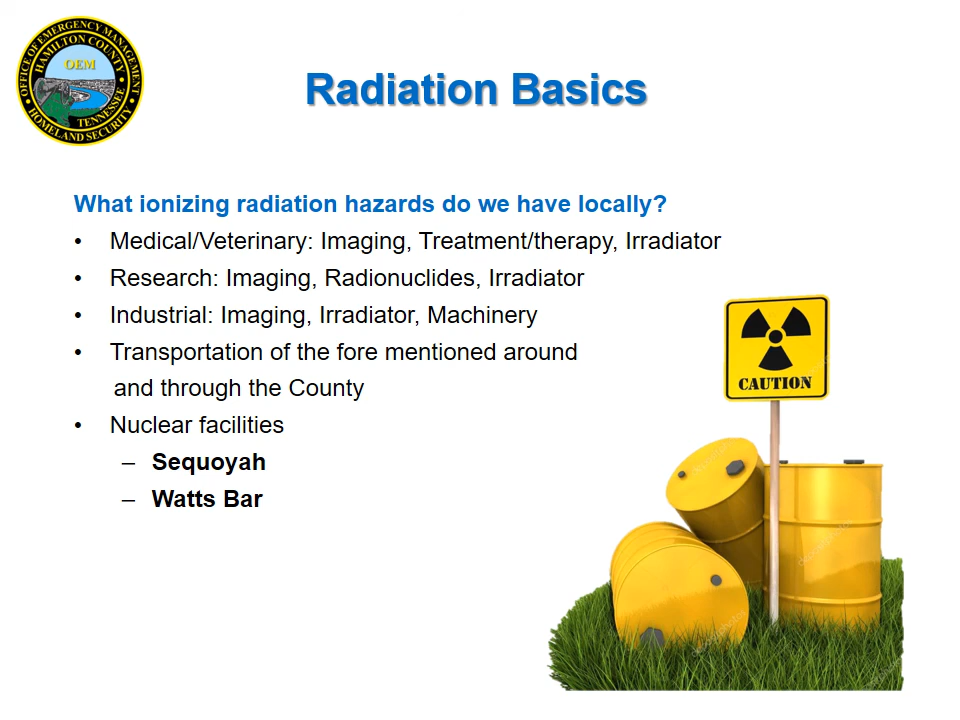 OFFICE OF EMERGENCY MANAGEMENT
HAMILTON COUNTY
OEM
TENNESSEE
HOMELAND SECURITY
Radiation Basics
What ionizing radiation hazards do we have locally?
• Medical/Veterinary: Imaging, Treatment/therapy, Irradiator
• Research: Imaging, Radionuclides, Irradiator
• Industrial: Imaging, Irradiator, Machinery
• Transportation of the fore mentioned around
and through the County
• Nuclear facilities
– Sequoyah
– Watts Bar
CAUTION